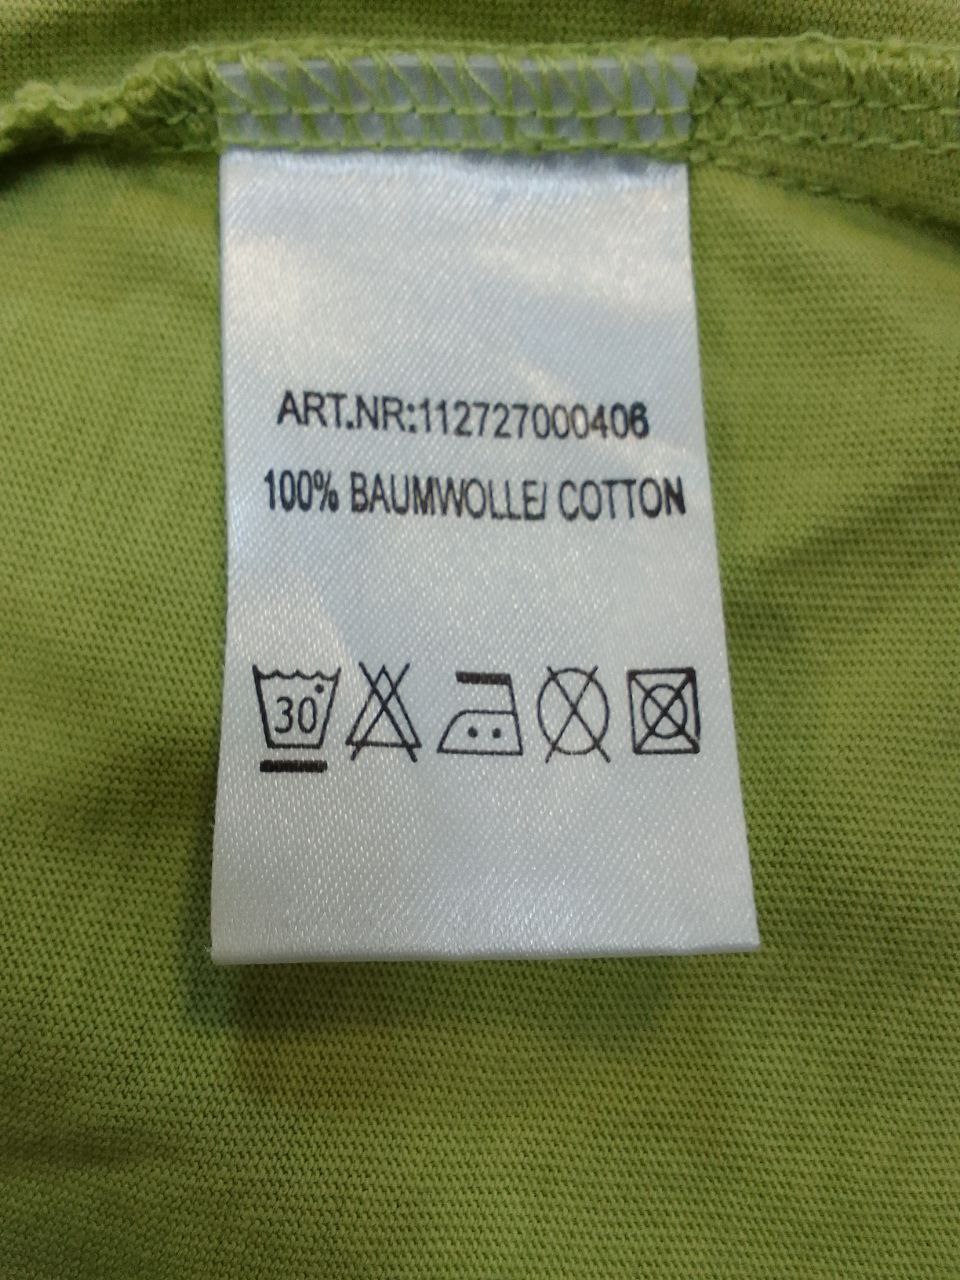 ART.NR:112727000406
100% BAUMWOLLE/ COTTON
30°